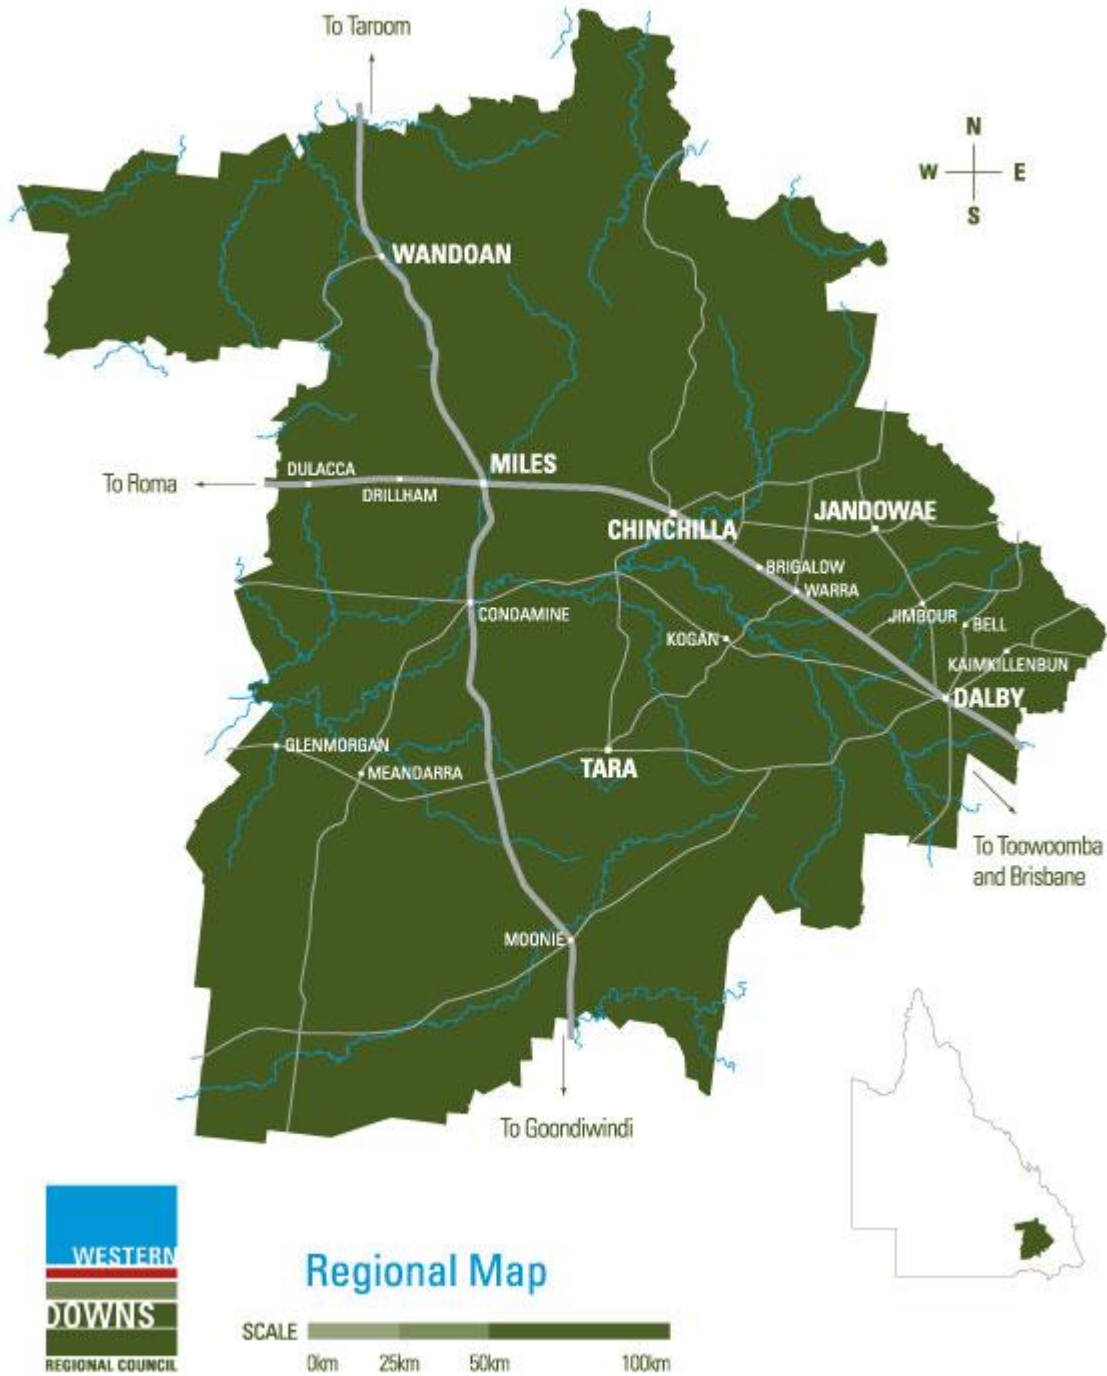 To Taroom
N
W E
S
WANDOAN
MILES
To Roma
DULACCA
DRILLHAM
CHINCHILLA
JANDOWAE
BRIGALOW
WARRA
CONDAMINE
JIMBOUR
BELL
KOGAN
KAIMKILLENBUN
DALBY
GLENMORGAN
MEANDARRA
TARA
To Toowoomba
and Brisbane
MOONIE
To Goondiwindi
WESTERN
DOWNS
REGIONAL COUNCIL
Regional Map
SCALE
0km 25km 50km 100km